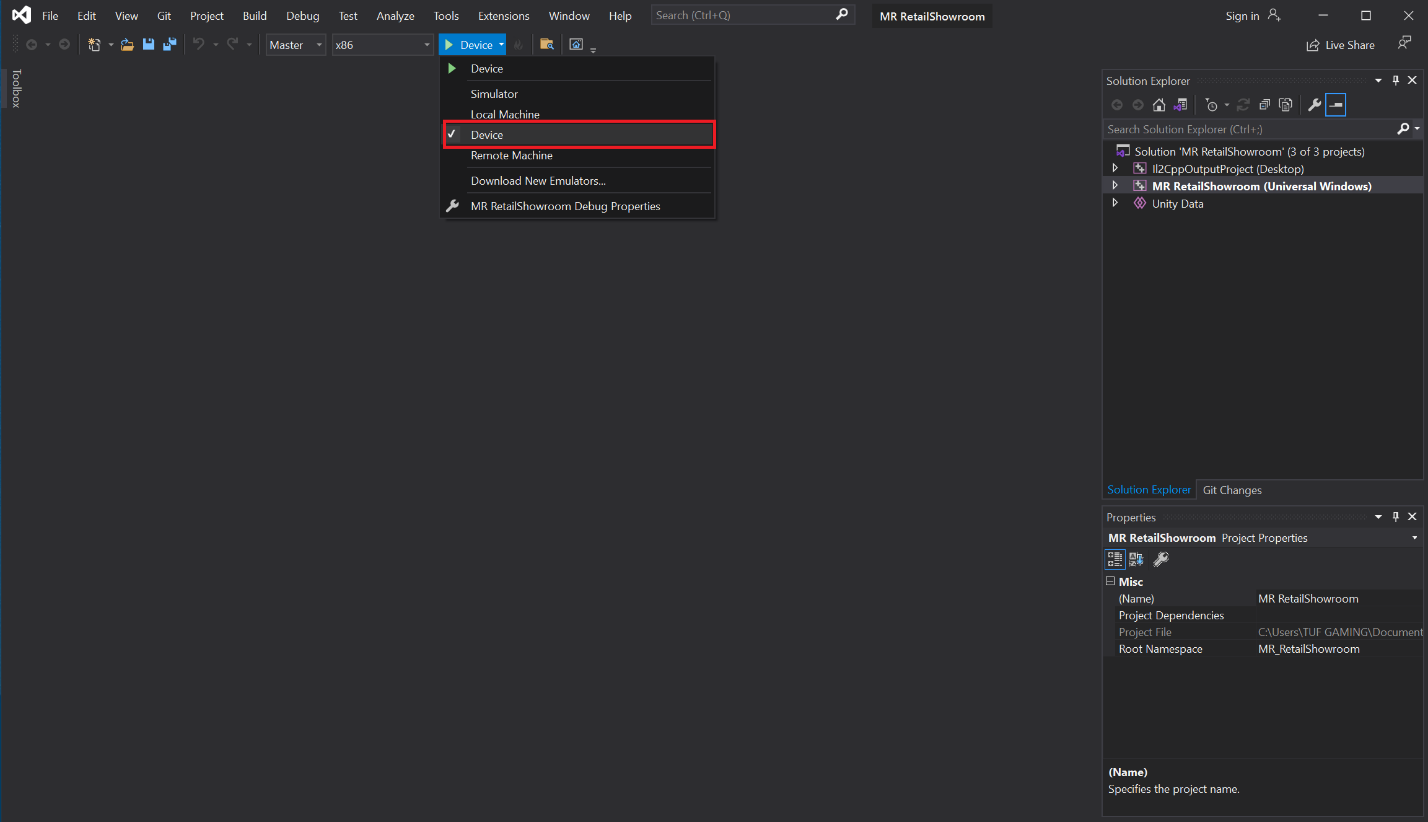 File Edit View Git Project Build Debug Test Analyze Tools Extensions Window Help Search (Ctrl+Q) MR RetailShowroom Sign in
Master x86 Device Live Share
Toolbox
Device
Simulator
Local Machine
Device
Remote Machine
Download New Emulators...
MR RetailShowroom Debug Properties
Solution Explorer
Search Solution Explorer (Ctrl+;)
Solution 'MR RetailShowroom' (3 of 3 projects)
Il2CppOutputProject (Desktop)
MR RetailShowroom (Universal Windows)
Unity Data
Solution Explorer Git Changes
Properties
MR RetailShowroom Project Properties
Misc
(Name) MR RetailShowroom
Project Dependencies
Project File C:\Users\TUF GAMING\Document
Root Namespace MR_RetailShowroom
(Name)
Specifies the project name.